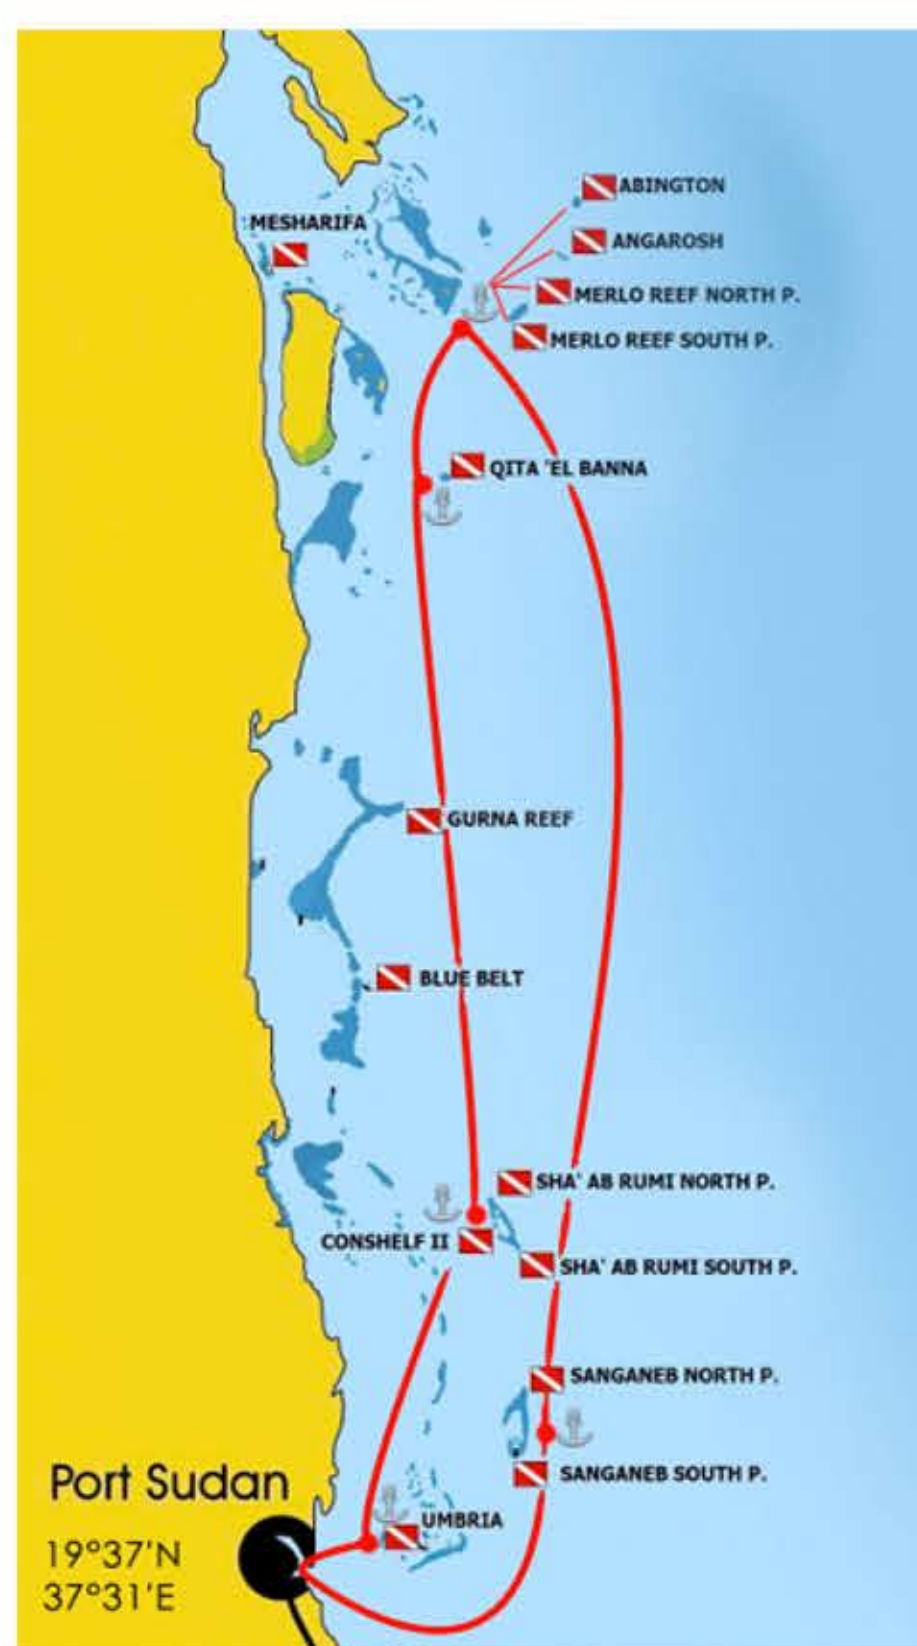 ABINGTON
MESHARIFA
ANGAROSH
MERLO REEF NORTH P.
MERLO REEF SOUTH P.
QITA 'EL BANNA
GURNA REEF
BLUE BELT
SHA' AB RUMI NORTH P.
CONSHELF II
SHA' AB RUMI SOUTH P.
SANGANEB NORTH P.
SANGANEB SOUTH P.
Port Sudan
UMBRIA
19°37'N
37°31'E